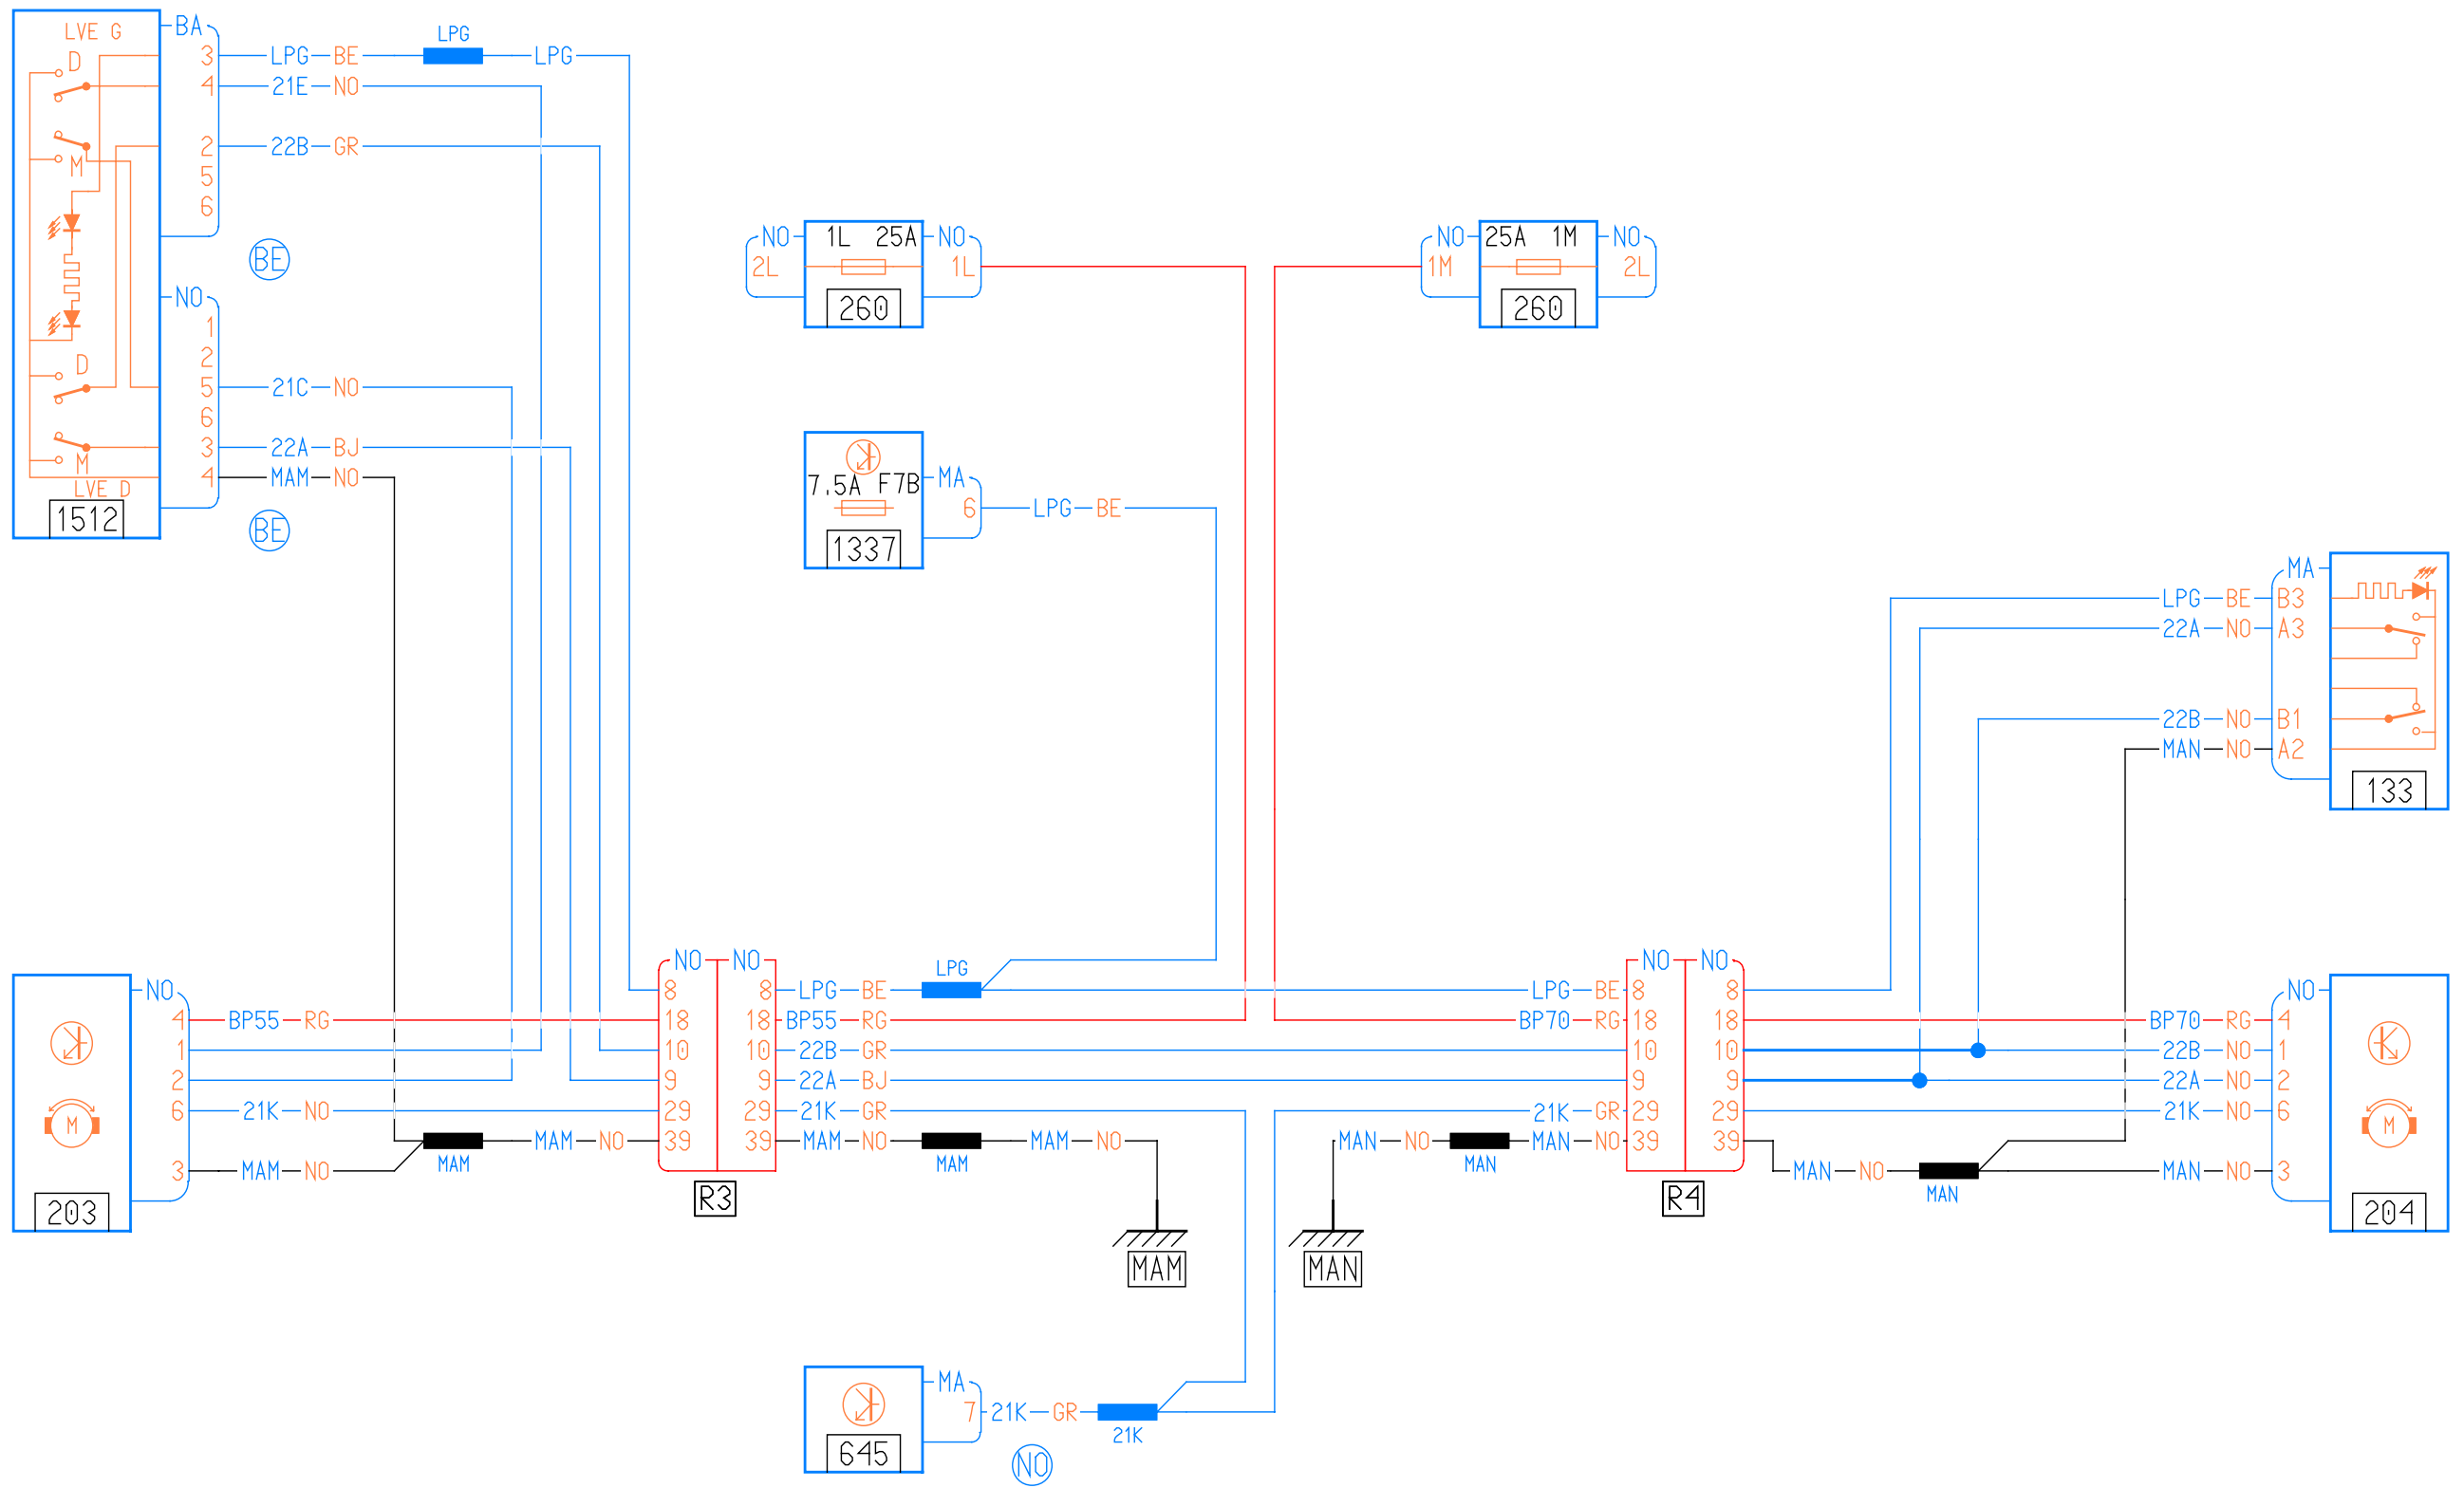 LVE G
BA
D
3 LPG BE LPG LPG
4 21E NO
2 22B GR
M
5
6
BE
NO
1
2
D
5 21C NO
6
3 22A BJ
M
4 MAM NO
LVE D
1512
BE
NO 1L 25A NO
2L 1L
260
NO 25A 1M NO
1M 2L
260
7.5A F7B MA
6 LPG BE
1337
MA
LPG BE B3
22A NO A3
22B NO B1
MAN NO A2
133
NO
4 BP55 RG
1
2
M
6 21K NO
MAM NO
MAM
3 MAM NO
203
NO NO
8 8 LPG BE LPG
18 18 BP55 RG
10 10 22B GR
9 9 22A BJ
29 29 21K GR
39 39 MAM NO MAM MAM NO
R3
MAM
NO NO
LPG BE 8 8
BP70 RG 18 18
10 10
9 9
21K GR 29 29
MAN NO MAN MAN NO 39 39
R4
MAN
MAN NO MAN
NO
BP70 RG 4
22B NO 1
22A NO 2
21K NO 6
M
MAN NO 3
204
MA
7 21K GR 21K
645
NO